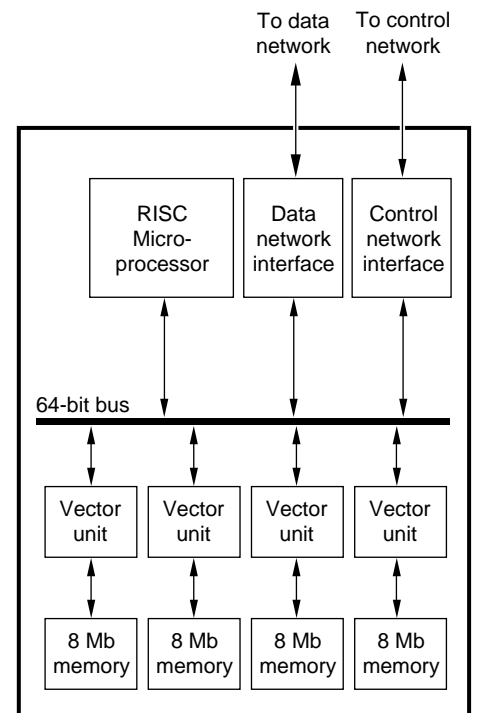 To data
network
To control
network
RISC
Micro-
processor
Data
network
interface
Control
network
interface
64-bit bus
Vector
unit
Vector
unit
Vector
unit
Vector
unit
8 Mb
memory
8 Mb
memory
8 Mb
memory
8 Mb
memory